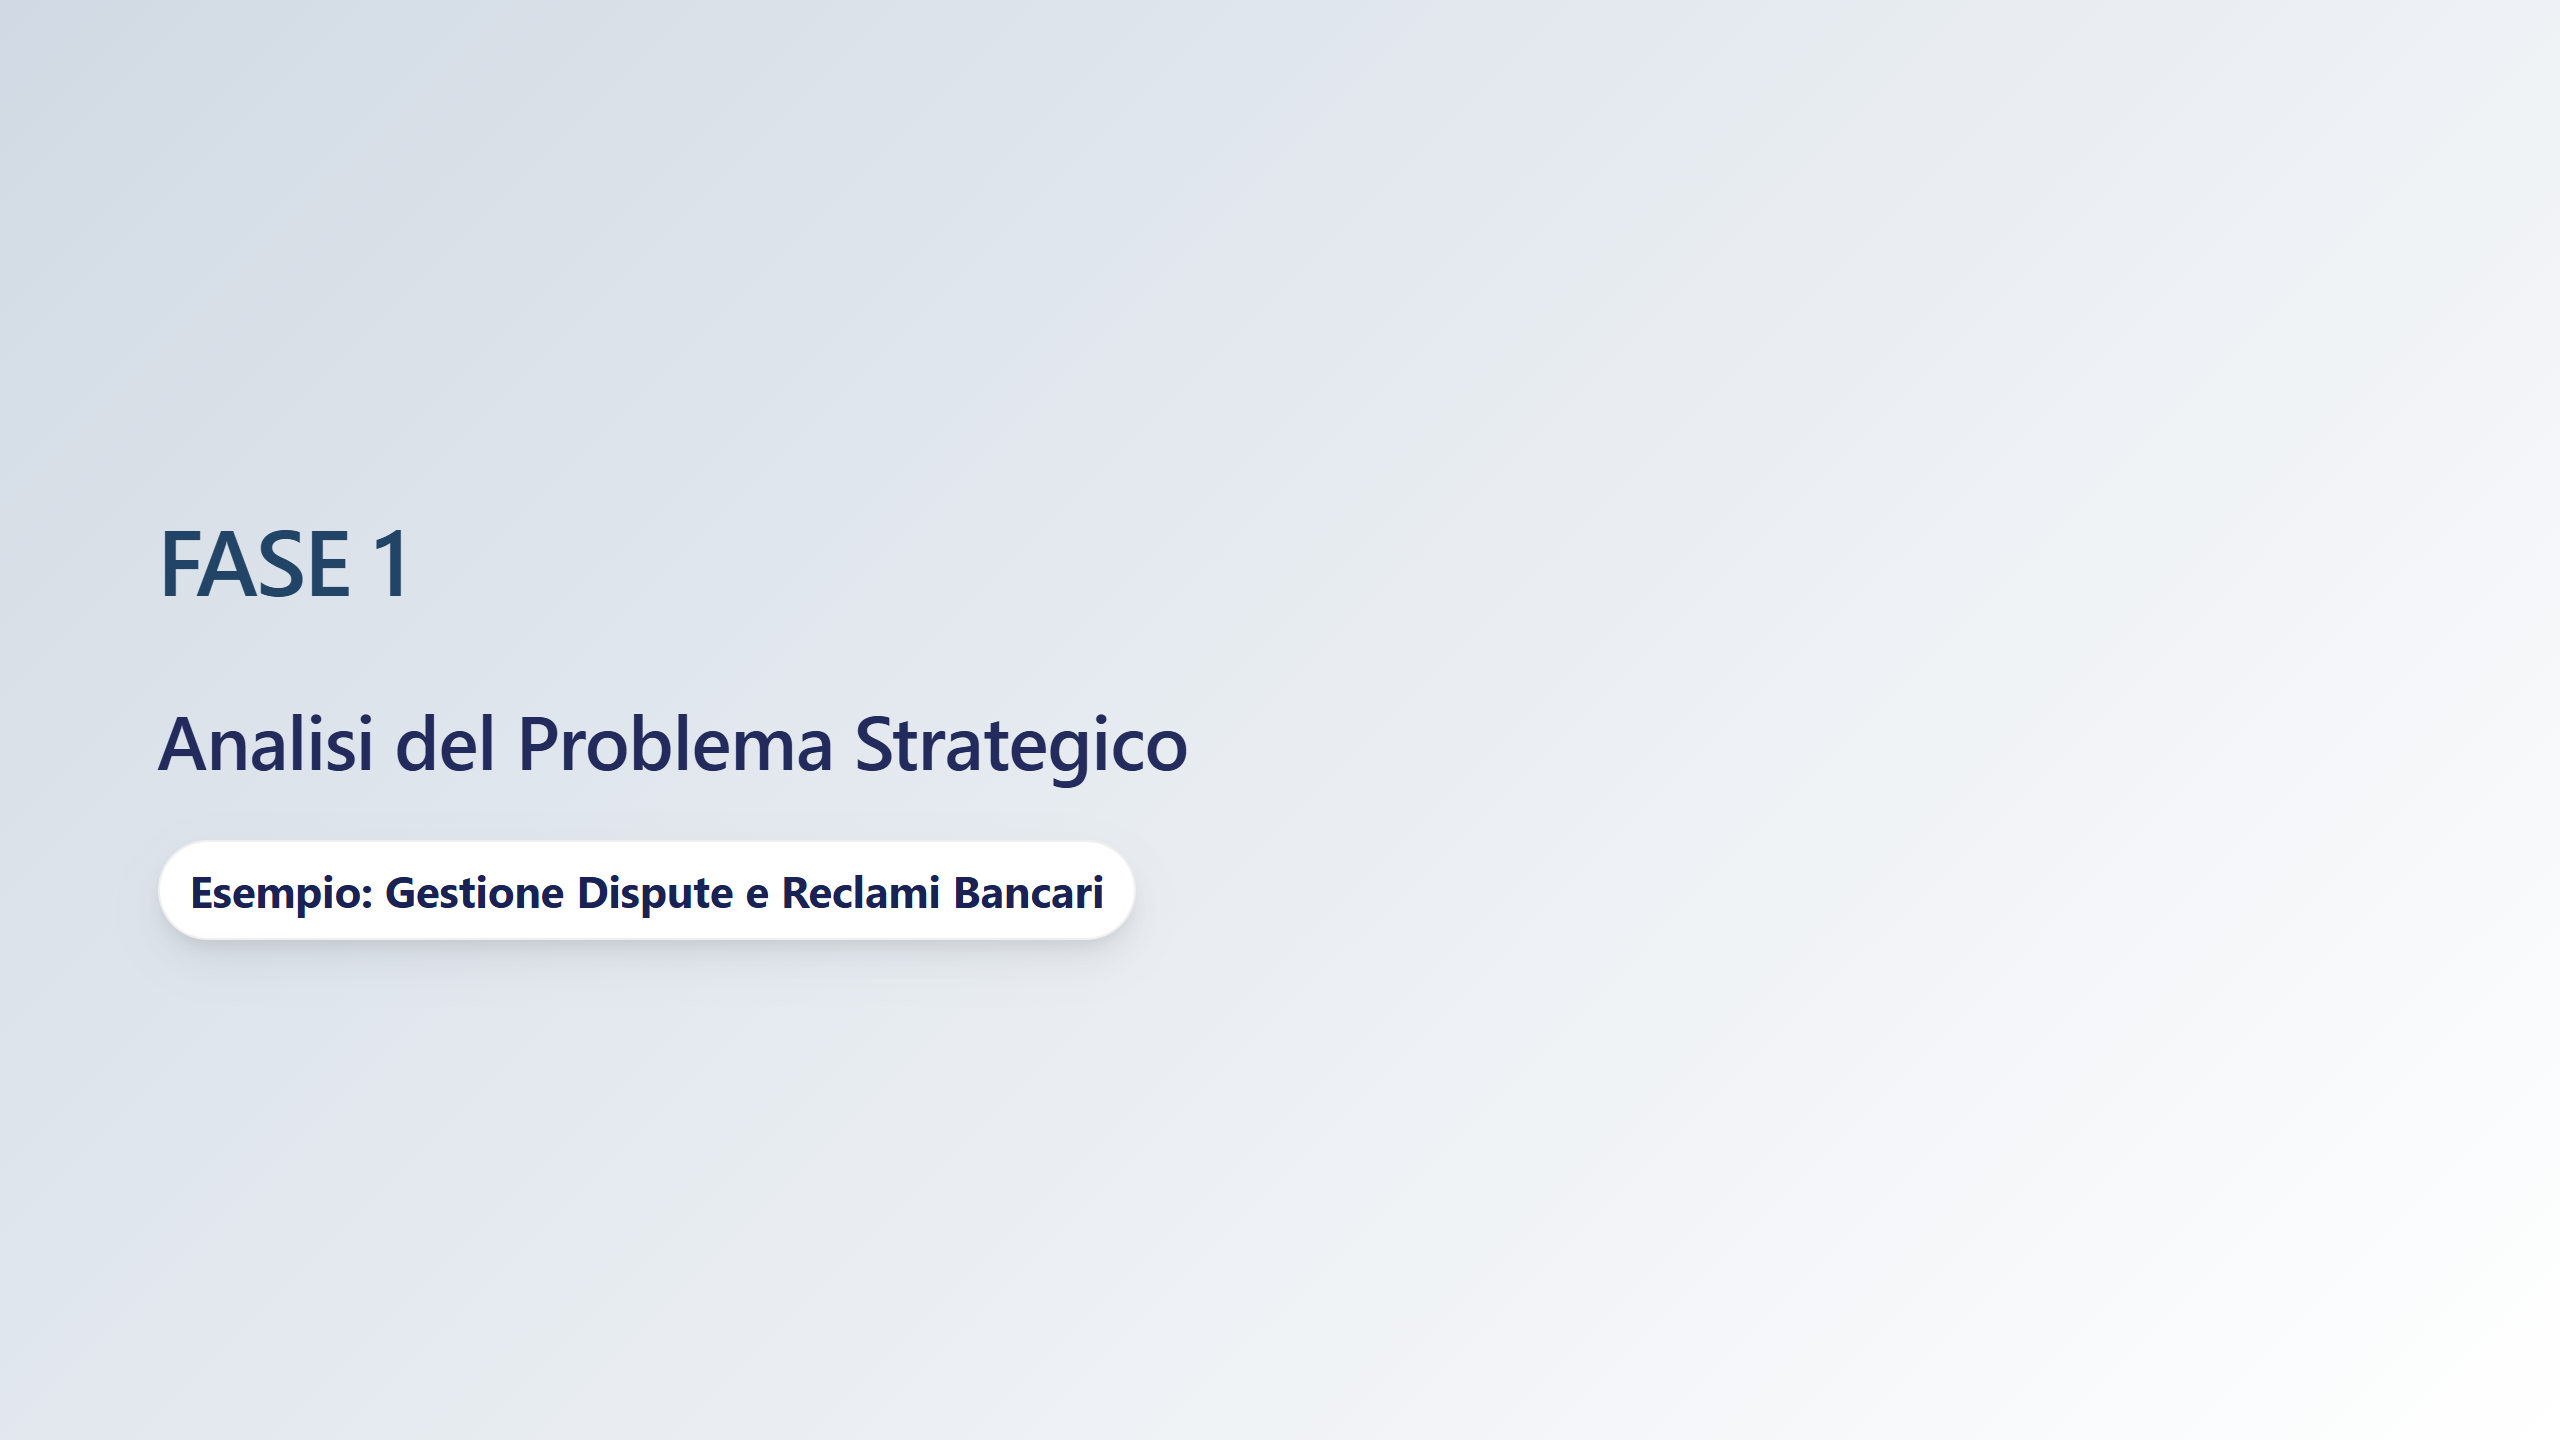 FASE 1
Analisi del Problema Strategico
Esempio: Gestione Dispute e Reclami Bancari